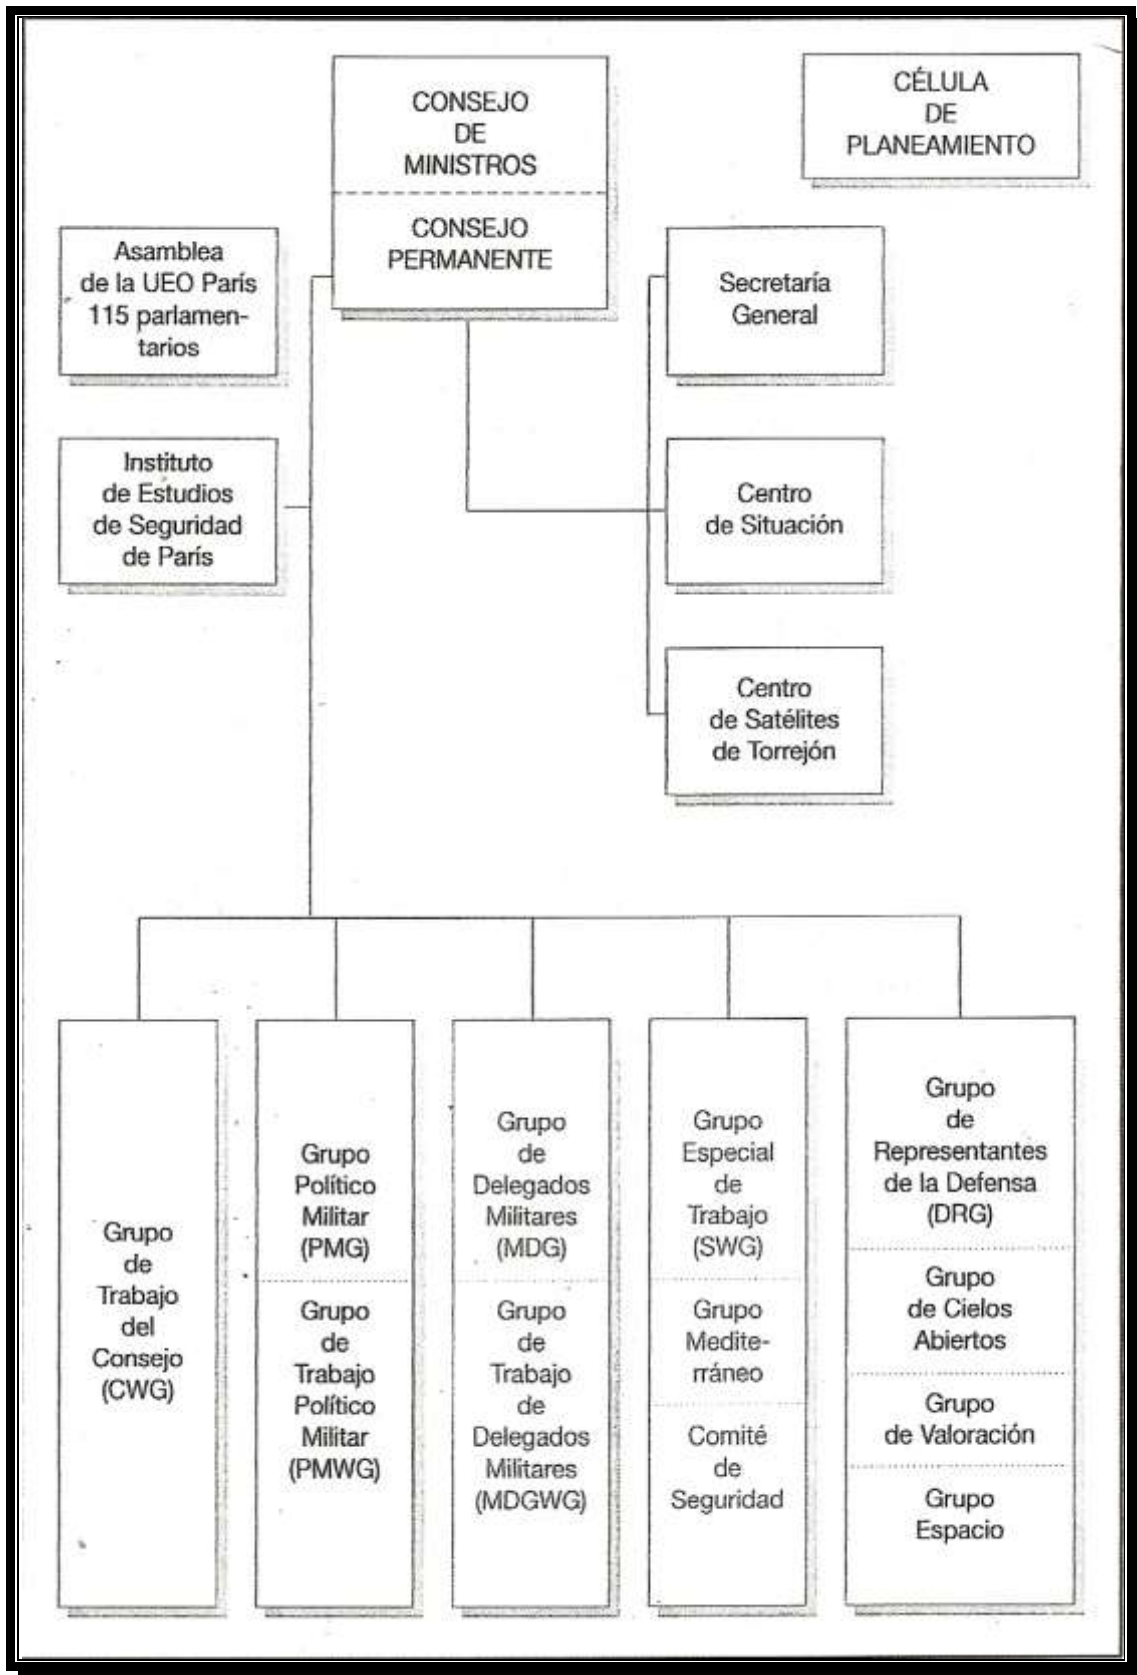 CONSEJO
DE
MINISTROS
CONSEJO
PERMANENTE
CÉLULA
DE
PLANEAMIENTO
Asamblea
de la UEO París
115 parlamen-
tarios
Secretaría
General
Instituto
de Estudios
de Seguridad
de París
Centro
de Situación
Centro
de Satélites
de Torrejón
Grupo
de
Trabajo
del
Consejo
(CWG)
Grupo
Político
Militar
(PMG)
Grupo
de
Trabajo
Político
Militar
(PMWG)
Grupo
de
Delegados
Militares
(MDG)
Grupo
de
Trabajo
de
Delegados
Militares
(MDGWG)
Grupo
Especial
de
Trabajo
(SWG)
Grupo
Medite-
rráneo
Comité
de
Seguridad
Grupo
de
Representantes
de la Defensa
(DRG)
Grupo
de Cielos
Abiertos
Grupo
de Valoración
Grupo
Espacio